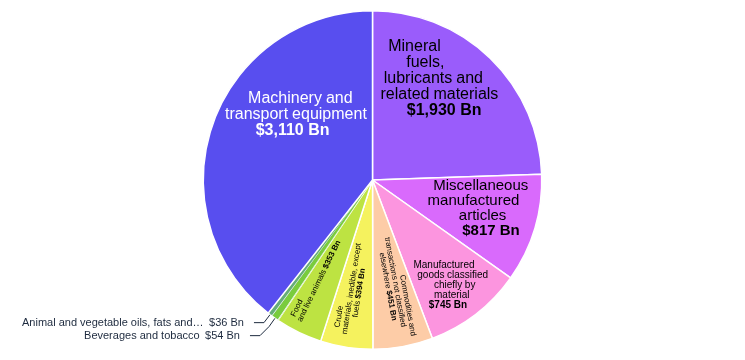 Mineral
fuels,
lubricants and
related materials
$1,930 Bn
Machinery and
transport equipment
$3,110 Bn
Miscellaneous
manufactured
articles
$817 Bn
Manufactured
goods classified
chiefly by
material
$745 Bn
Commodities and
transactions not classified
elsewhere $451 Bn
Crude
materials, inedible, except
fuels $394 Bn
Food
and live animals $353 Bn
Animal and vegetable oils, fats and… $36 Bn
Beverages and tobacco $54 Bn